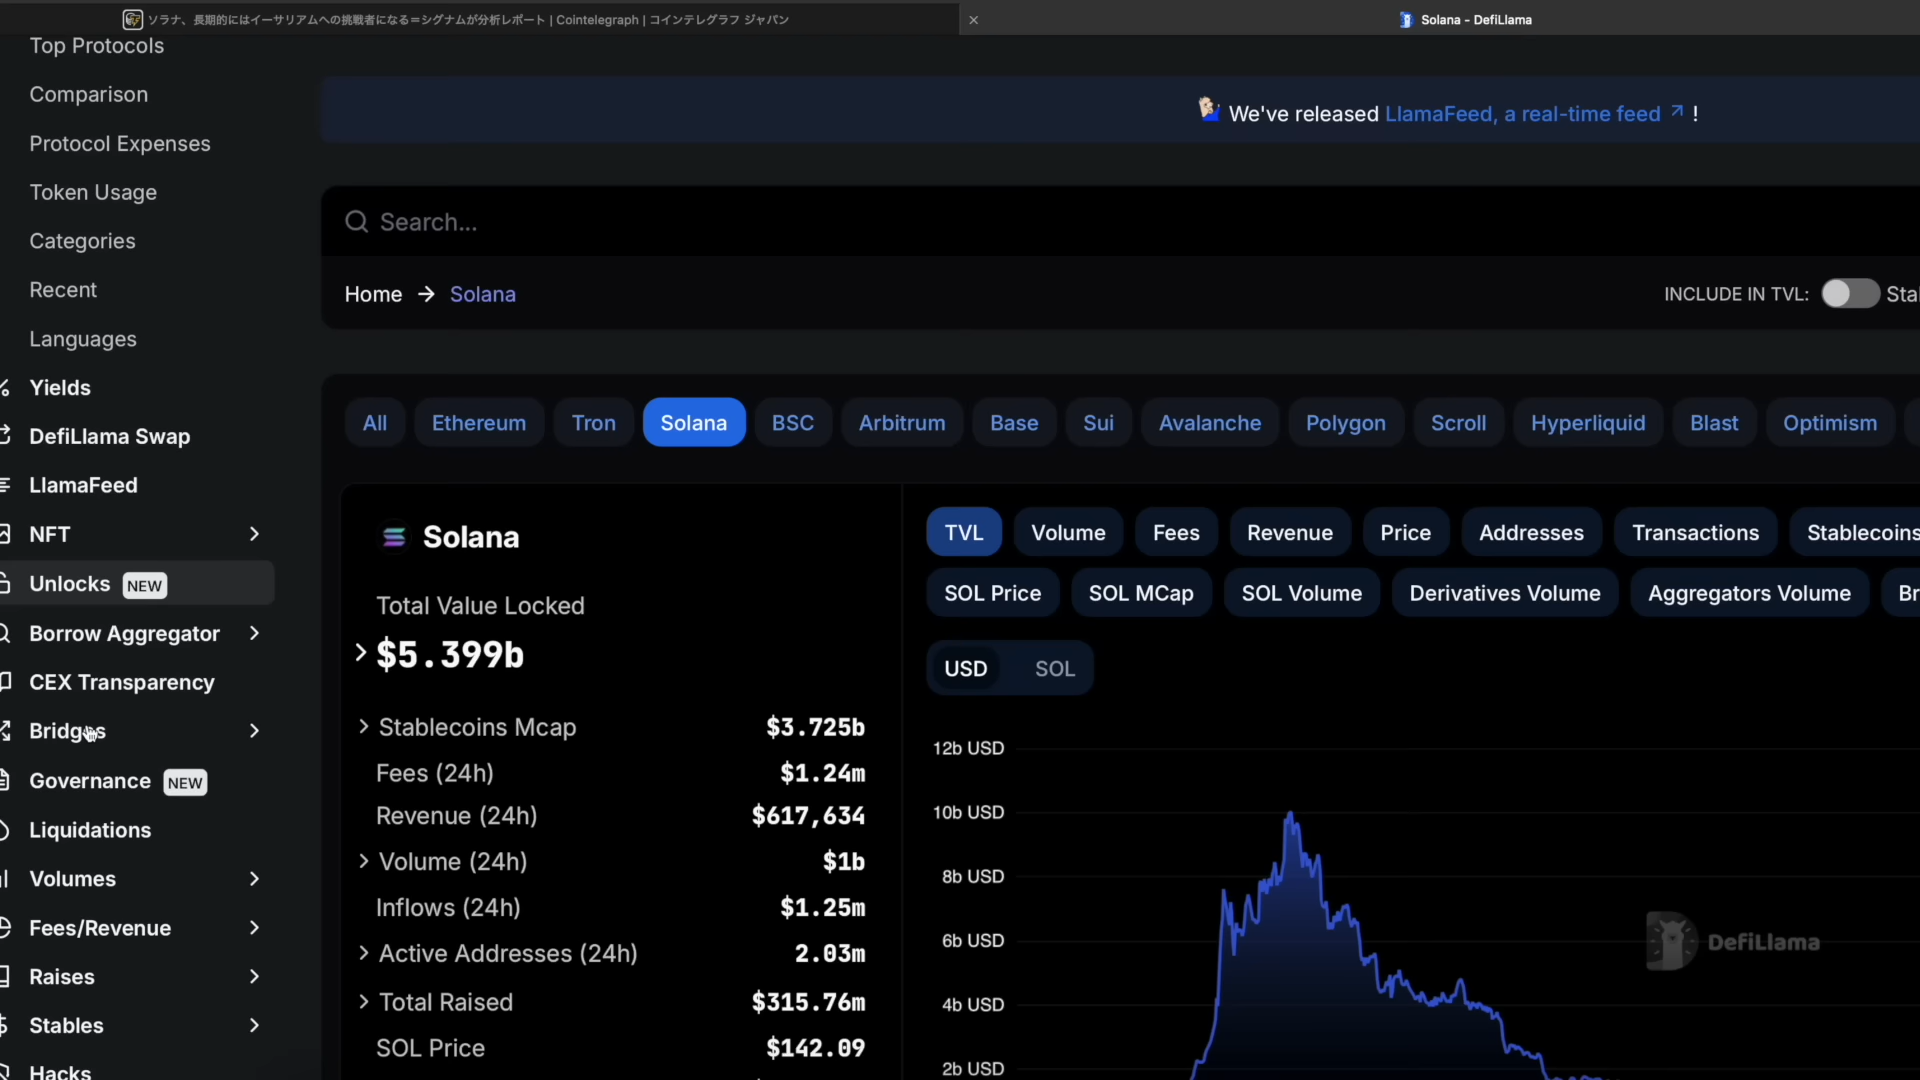 ソラナ、長期的にはイーサリアムへの挑戦者になる＝シグナムが分析レポート | Cointelegraph | コインテレグラフ ジャパン
Solana - DefiLlama
Top Protocols
Comparison
Protocol Expenses
Token Usage
Categories
Recent
Languages
Yields
DefiLlama Swap
LlamaFeed
NFT
Unlocks NEW
Borrow Aggregator
CEX Transparency
Bridges
Governance NEW
Liquidations
Volumes
Fees/Revenue
Raises
Stables
Hacks
We've released LlamaFeed, a real-time feed ↗ !
Search...
Home → Solana
INCLUDE IN TVL:
All Ethereum Tron Solana BSC Arbitrum Base Sui Avalanche Polygon Scroll Hyperliquid Blast Optimism
Solana
Total Value Locked
$5.399b
Stablecoins Mcap $3.725b
Fees (24h) $1.24m
Revenue (24h) $617,634
Volume (24h) $1b
Inflows (24h) $1.25m
Active Addresses (24h) 2.03m
Total Raised $315.76m
SOL Price $142.09
TVL Volume Fees Revenue Price Addresses Transactions Stablecoins
SOL Price SOL MCap SOL Volume Derivatives Volume Aggregators Volume
USD SOL
12b USD
10b USD
8b USD
6b USD
4b USD
2b USD
DefiLlama